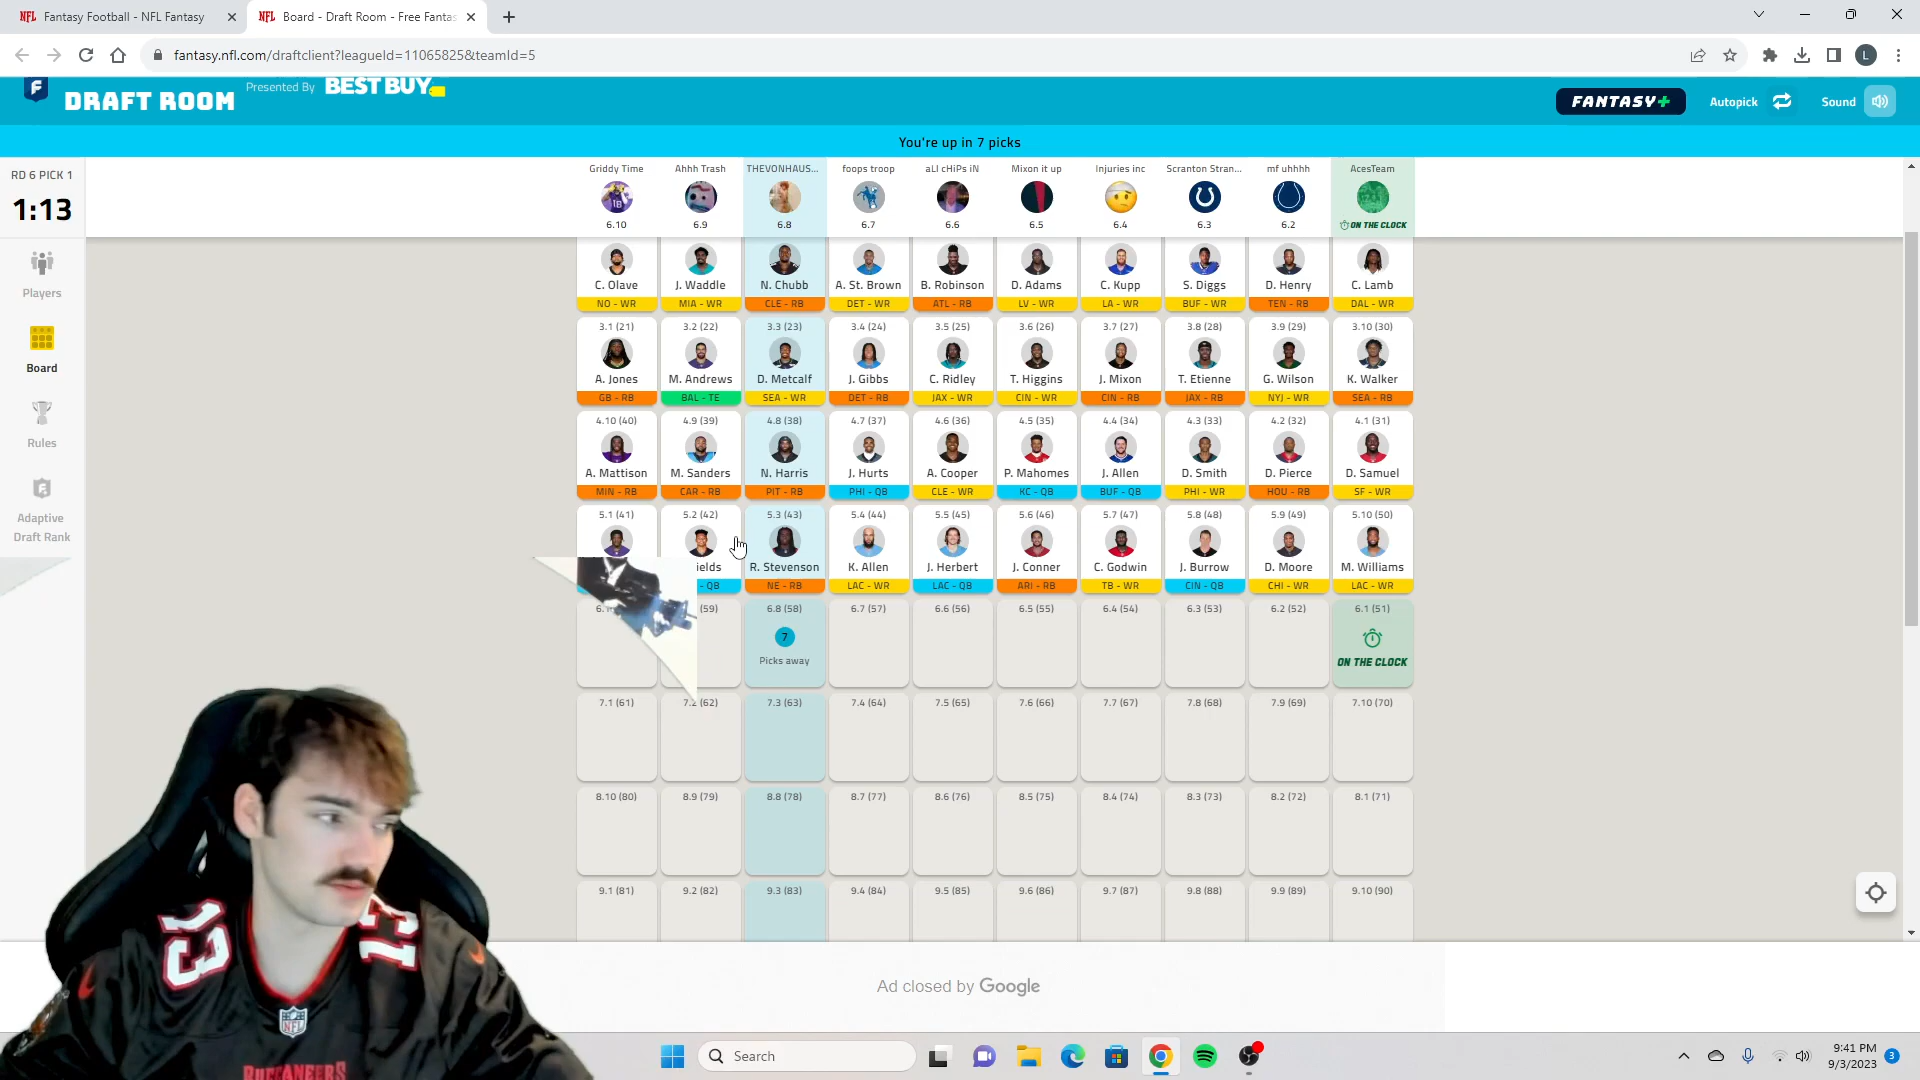 Fantasy Football - NFL Fantasy
Board - Draft Room - Free Fantas
fantasy.nfl.com/draftclient?leagueId=11065825&teamId=5
L
DRAFT ROOM
Presented By
BEST BUY
FANTASY+
Autopick
Sound
You're up in 7 picks
RD 6 PICK 1
1:13
Players
Board
Rules
Adaptive
Draft Rank
Griddy Time Ahhh Trash THEVONHAUS... foops troop aLl cHiPs iN Mixon it up Injuries inc Scranton Stran... mf uhhhh AcesTeam
6.10 6.9 6.8 6.7 6.6 6.5 6.4 6.3 6.2 ON THE CLOCK
C. Olave J. Waddle N. Chubb A. St. Brown B. Robinson D. Adams C. Kupp S. Diggs D. Henry C. Lamb
NO - WR MIA - WR CLE - RB DET - WR ATL - RB LV - WR LA - WR BUF - WR TEN - RB DAL - WR
3.1 (21) 3.2 (22) 3.3 (23) 3.4 (24) 3.5 (25) 3.6 (26) 3.7 (27) 3.8 (28) 3.9 (29) 3.10 (30)
A. Jones M. Andrews D. Metcalf J. Gibbs C. Ridley T. Higgins J. Mixon T. Etienne G. Wilson K. Walker
GB - RB BAL - TE SEA - WR DET - RB JAX - WR CIN - WR CIN - RB JAX - RB NYJ - WR SEA - RB
4.10 (40) 4.9 (39) 4.8 (38) 4.7 (37) 4.6 (36) 4.5 (35) 4.4 (34) 4.3 (33) 4.2 (32) 4.1 (31)
A. Mattison M. Sanders N. Harris J. Hurts A. Cooper P. Mahomes J. Allen D. Smith D. Pierce D. Samuel
MIN - RB CAR - RB PIT - RB PHI - QB CLE - WR KC - QB BUF - QB PHI - WR HOU - RB SF - WR
5.1 (41) 5.2 (42) 5.3 (43) 5.4 (44) 5.5 (45) 5.6 (46) 5.7 (47) 5.8 (48) 5.9 (49) 5.10 (50)
ields R. Stevenson K. Allen J. Herbert J. Conner C. Godwin J. Burrow D. Moore M. Williams
- QB NE - RB LAC - WR LAC - QB ARI - RB TB - WR CIN - QB CHI - WR LAC - WR
(59) 6.8 (58) 6.7 (57) 6.6 (56) 6.5 (55) 6.4 (54) 6.3 (53) 6.2 (52) 6.1 (51)
7
Picks away
ON THE CLOCK
7.1 (61) 7.2 (62) 7.3 (63) 7.4 (64) 7.5 (65) 7.6 (66) 7.7 (67) 7.8 (68) 7.9 (69) 7.10 (70)
8.10 (80) 8.9 (79) 8.8 (78) 8.7 (77) 8.6 (76) 8.5 (75) 8.4 (74) 8.3 (73) 8.2 (72) 8.1 (71)
9.1 (81) 9.2 (82) 9.3 (83) 9.4 (84) 9.5 (85) 9.6 (86) 9.7 (87) 9.8 (88) 9.9 (89) 9.10 (90)
Ad closed by Google
NFL
BUCCANEERS
Search
9:41 PM
9/3/2023
3